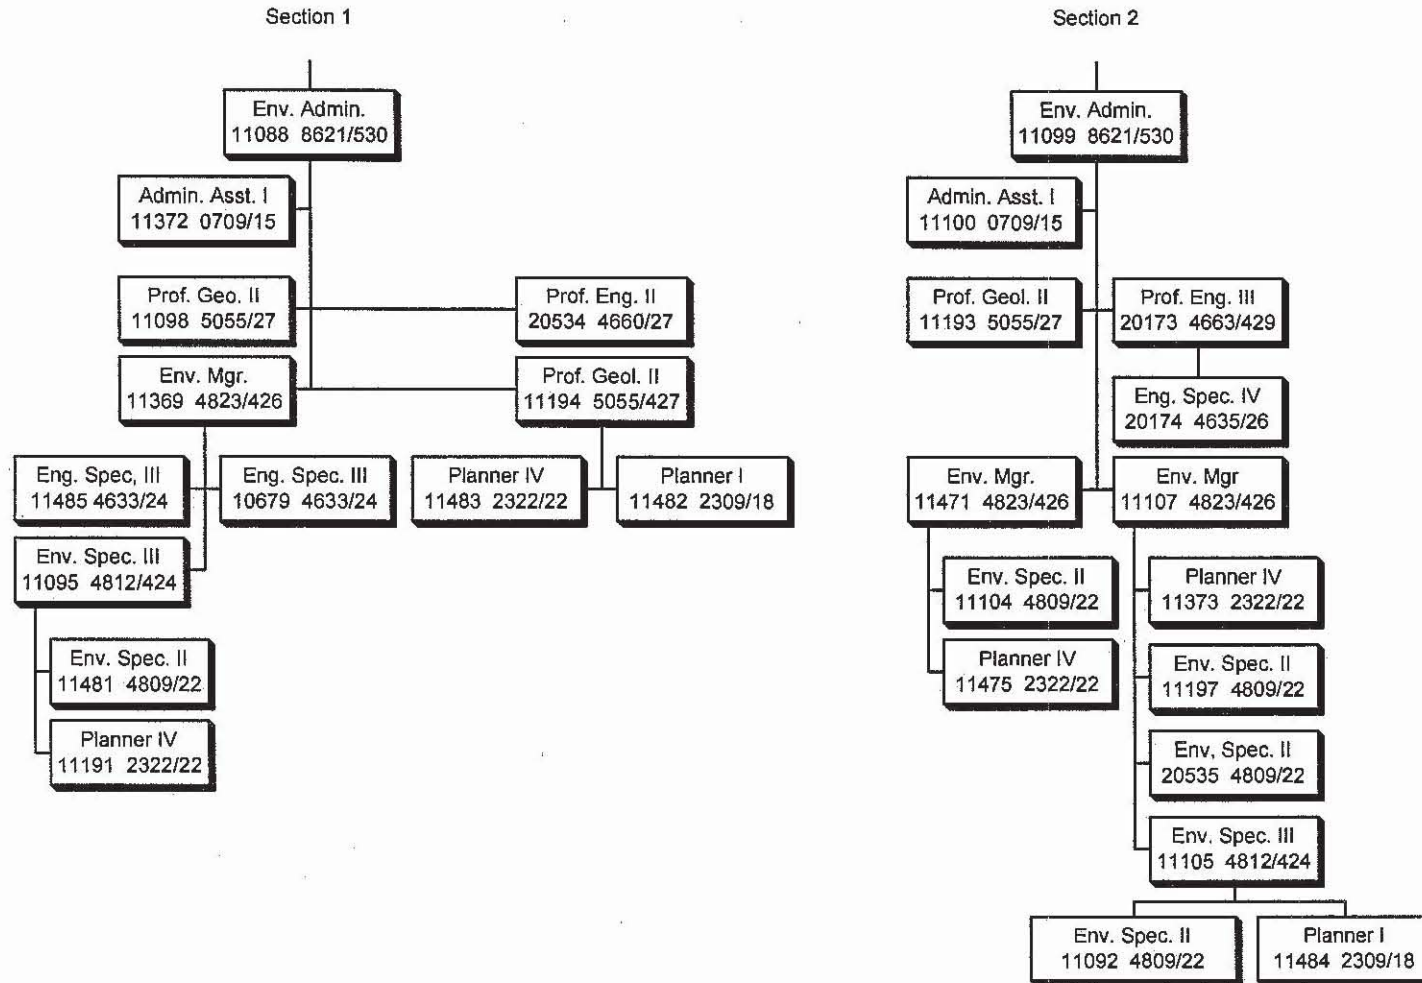 Section 1
Env. Admin.
11088 8621/530
Admin. Asst. I
11372 0709/15
Prof. Geo. II
11098 5055/27
Prof. Eng. II
20534 4660/27
Env. Mgr.
11369 4823/426
Prof. Geol. II
11194 5055/427
Eng. Spec, III
11485 4633/24
Eng. Spec. III
10679 4633/24
Planner IV
11483 2322/22
Planner I
11482 2309/18
Env. Spec. III
11095 4812/424
Env. Spec. II
11481 4809/22
Planner IV
11191 2322/22
Section 2
Env. Admin.
11099 8621/530
Admin. Asst. I
11100 0709/15
Prof. Geol. II
11193 5055/27
Prof. Eng. III
20173 4663/429
Eng. Spec. IV
20174 4635/26
Env. Mgr.
11471 4823/426
Env. Mgr
11107 4823/426
Env. Spec. II
11104 4809/22
Planner IV
11475 2322/22
Planner IV
11373 2322/22
Env. Spec. II
11197 4809/22
Env, Spec. II
20535 4809/22
Env. Spec. III
11105 4812/424
Env. Spec. II
11092 4809/22
Planner I
11484 2309/18